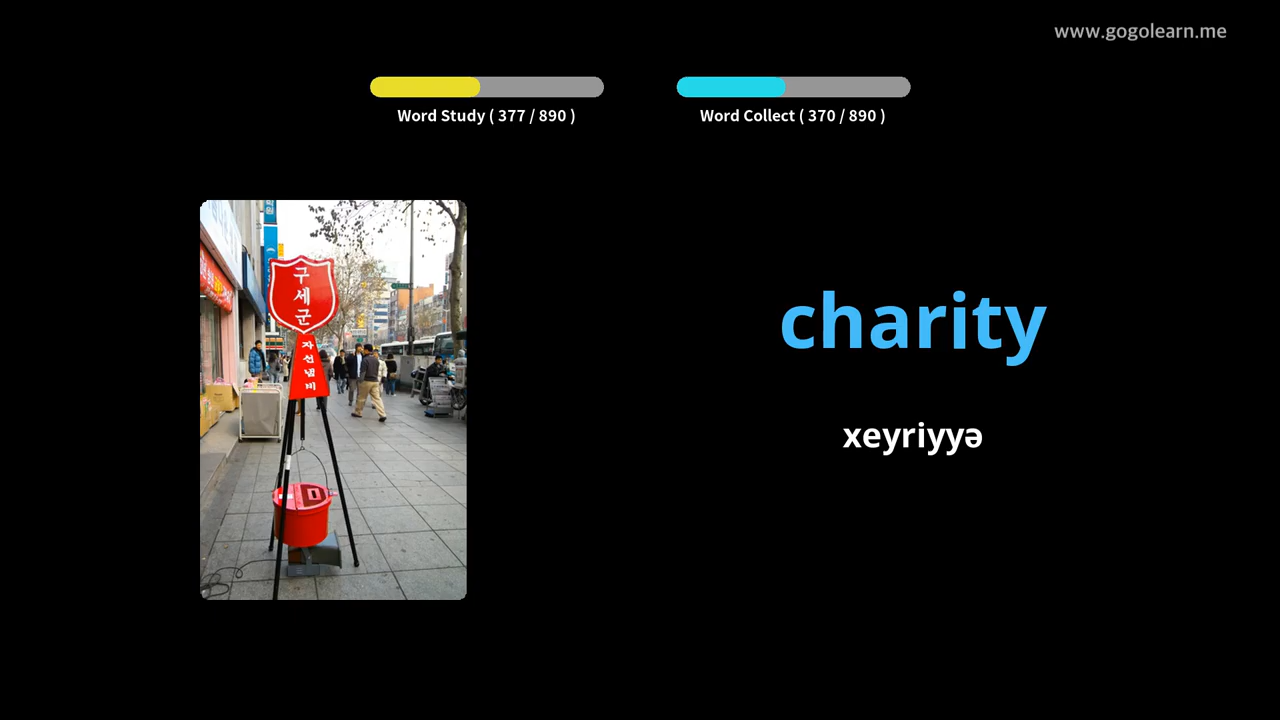 www.gogolearn.me
Word Study ( 377 / 890 )
Word Collect ( 370 / 890 )
구
세
군
자
선
냄
비
charity
xeyriyyə